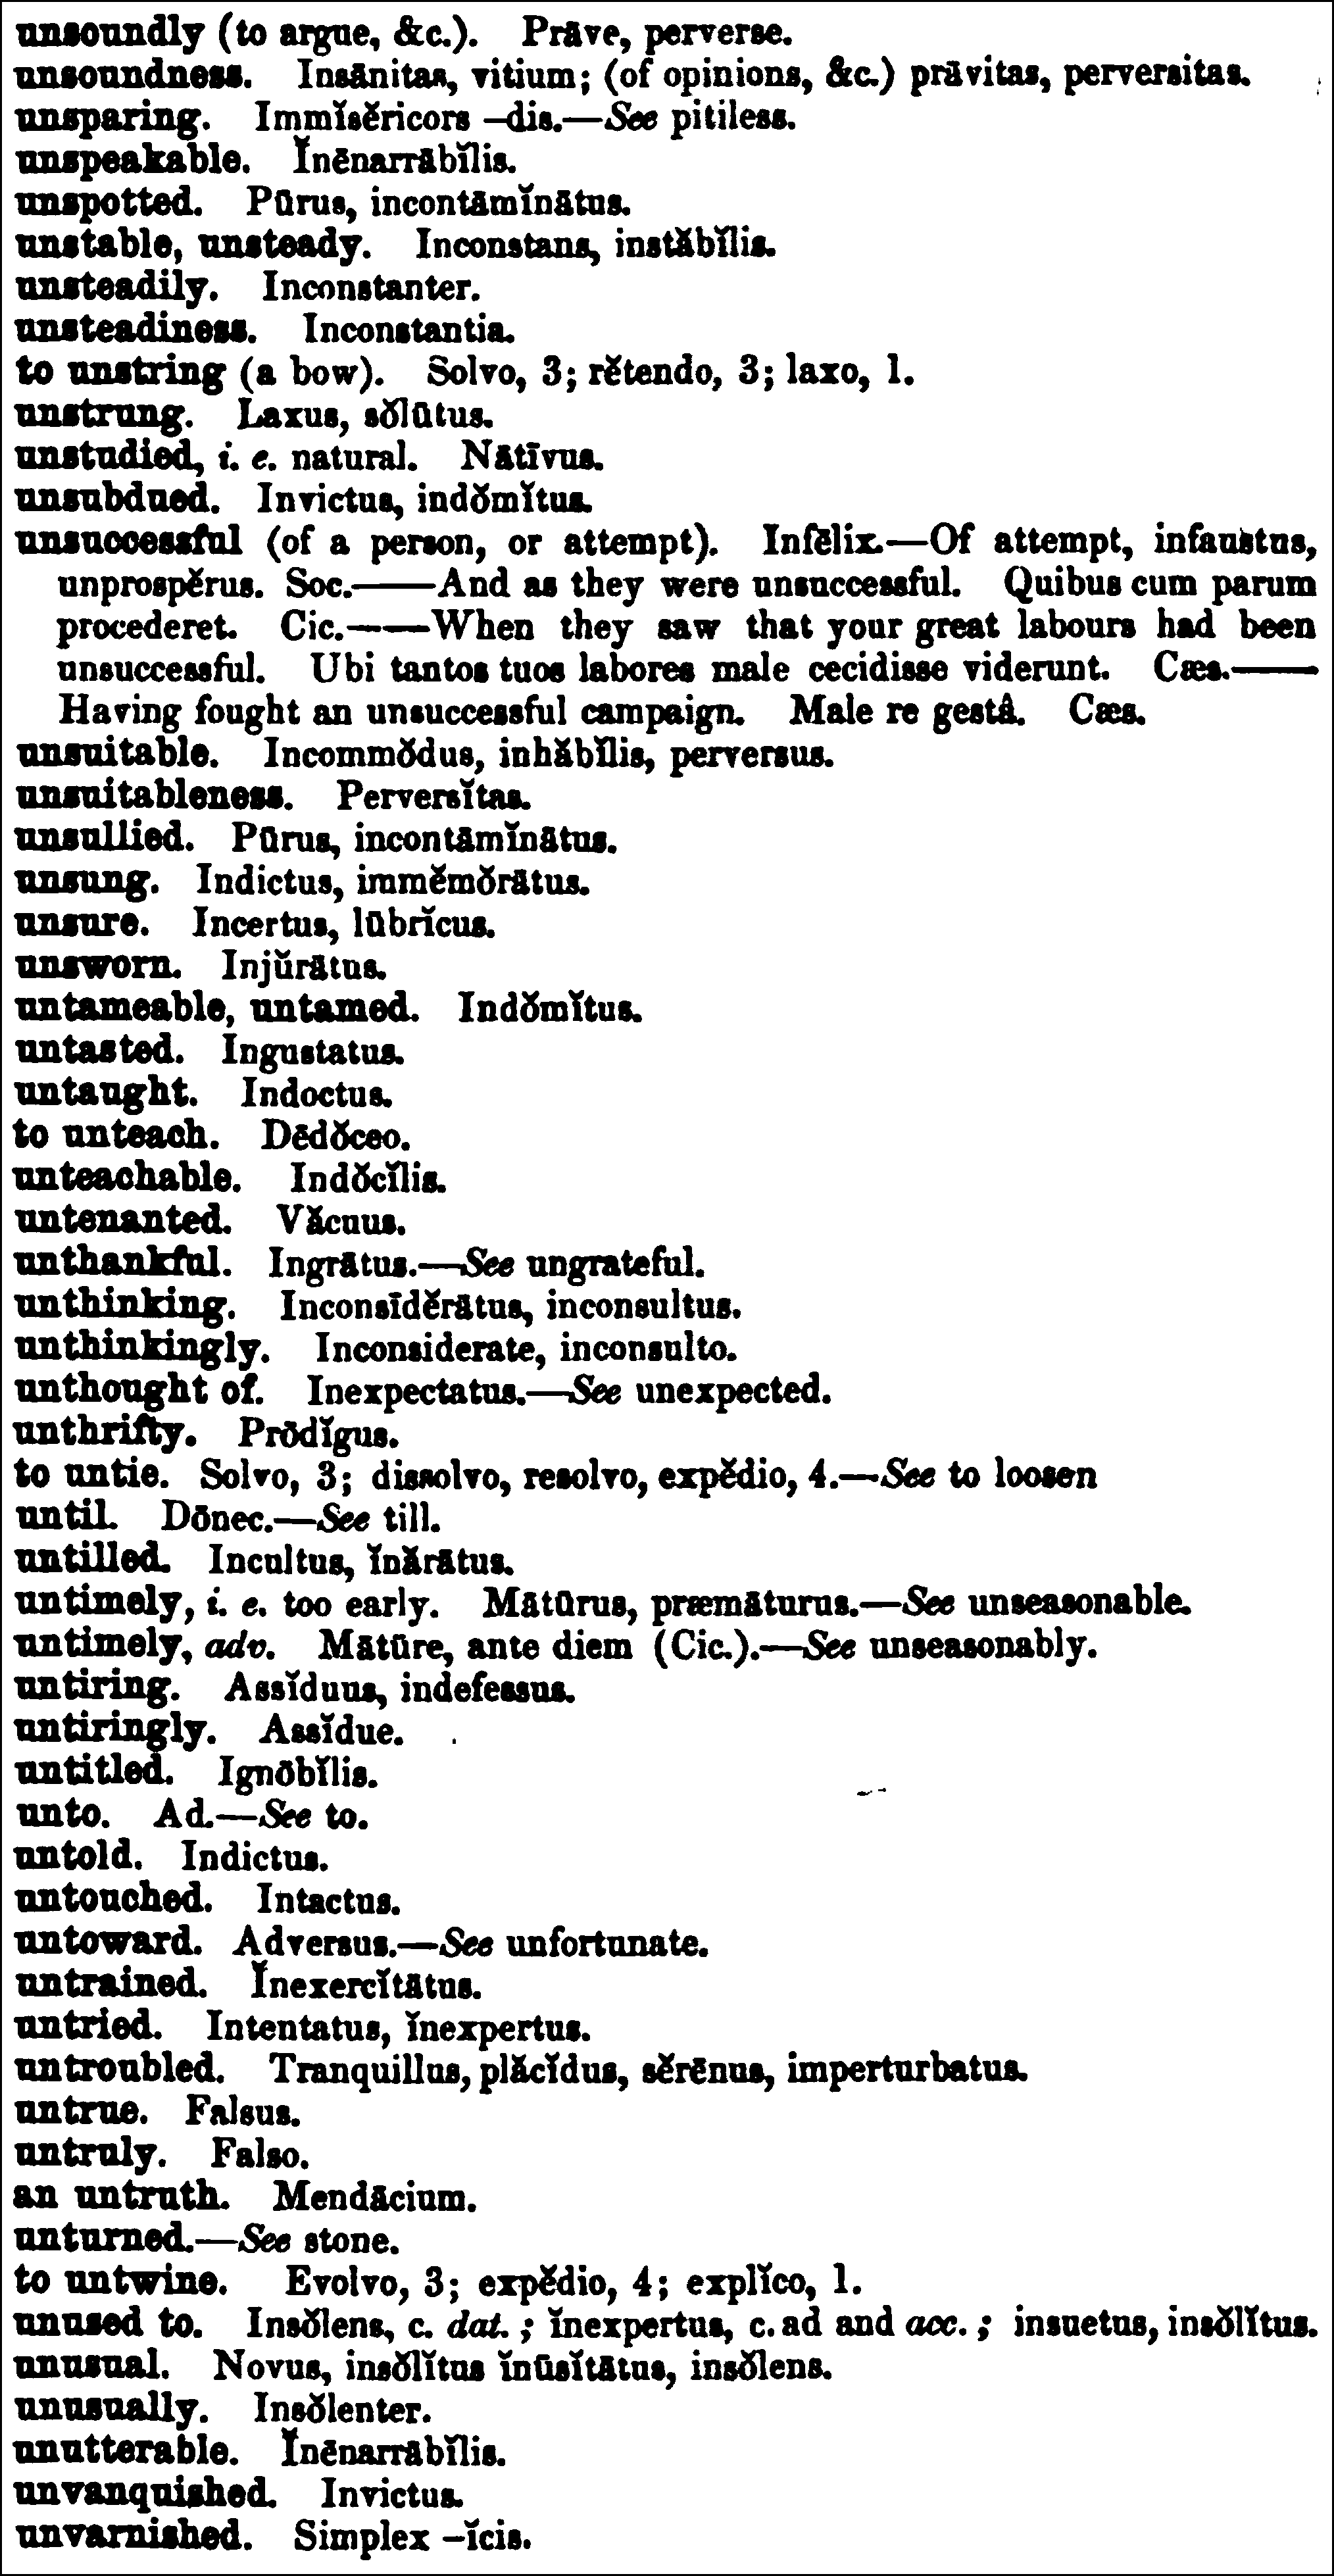 unsoundly (to argue, &c.). Prāve, perverse.
unsoundness. Insānitas, vitium; (of opinions, &c.) prāvitas, perversitas.
unsparing. Immĭsĕricors –dis.—See pitiless.
unspeakable. Ĭnēnarrābĭlis.
unspotted. Pūrus, incontāmĭnātus.
unstable, unsteady. Inconstans, instăbĭlis.
unsteadily. Inconstanter.
unsteadiness. Inconstantia.
to unstring (a bow). Solvo, 3; rĕtendo, 3; laxo, 1.
unstrung. Laxus, sŏlūtus.
unstudied, i. e. natural. Nātīvus.
unsubdued. Invictus, indŏmĭtus.
unsuccessful (of a person, or attempt). Infēlix.—Of attempt, infaustus,
unprospĕrus. Soc.——And as they were unsuccessful. Quibus cum parum
procederet. Cic.——When they saw that your great labours had been
unsuccessful. Ubi tantos tuos labores male cecidisse viderunt. Cæs.——
Having fought an unsuccessful campaign. Male re gestâ. Cæs.
unsuitable. Incommŏdus, inhăbĭlis, perversus.
unsuitableness. Perversĭtas.
unsullied. Pūrus, incontāmĭnātus.
unsung. Indictus, immĕmŏrātus.
unsure. Incertus, lūbrĭcus.
unsworn. Injūrātus.
untameable, untamed. Indŏmĭtus.
untasted. Ingustatus.
untaught. Indoctus.
to unteach. Dēdŏceo.
unteachable. Indŏcĭlis.
untenanted. Văcuus.
unthankful. Ingrātus.—See ungrateful.
unthinking. Inconsīdĕrātus, inconsultus.
unthinkingly. Inconsiderate, inconsulto.
unthought of. Inexpectatus.—See unexpected.
unthrifty. Prōdĭgus.
to untie. Solvo, 3; dissolvo, resolvo, expĕdio, 4.—See to loosen
until. Dōnec.—See till.
untilled. Incultus, ĭnărātus.
untimely, i. e. too early. Mātūrus, præmāturus.—See unseasonable.
untimely, adv. Mātūre, ante diem (Cic.).—See unseasonably.
untiring. Assĭduus, indefessus.
untiringly. Assĭdue.
untitled. Ignōbĭlis.
unto. Ad.—See to.
untold. Indictus.
untouched. Intactus.
untoward. Adversus.—See unfortunate.
untrained. Ĭnexercĭtātus.
untried. Intentatus, ĭnexpertus.
untroubled. Tranquillus, plăcĭdus, sĕrēnus, imperturbatus.
untrue. Falsus.
untruly. Falso.
an untruth. Mendācium.
unturned.—See stone.
to untwine. Evolvo, 3; expĕdio, 4; explĭco, 1.
unused to. Insŏlens, c. dat.; ĭnexpertus, c. ad and acc.; insuetus, insŏlĭtus.
unusual. Novus, insŏlĭtus ĭnūsĭtātus, insŏlens.
unusually. Insŏlenter.
unutterable. Ĭnēnarrābĭlis.
unvanquished. Invictus.
unvarnished. Simplex –ĭcis.